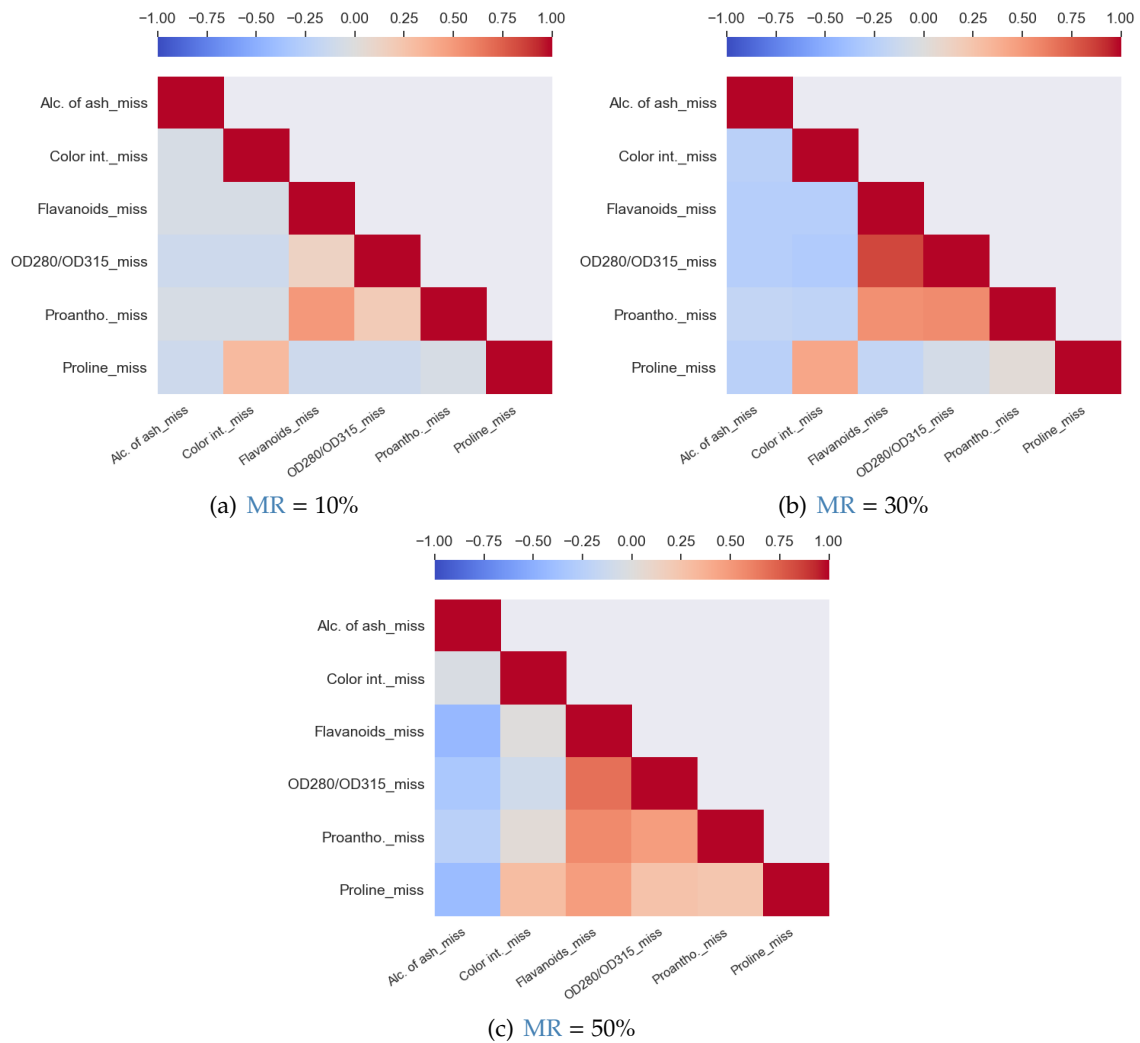 −1.00 −0.75 −0.50 −0.25 0.00 0.25 0.50 0.75 1.00
Alc. of ash_miss
Color int._miss
Flavanoids_miss
OD280/OD315_miss
Proantho._miss
Proline_miss
Alc. of ash_miss
Color int._miss
Flavanoids_miss
OD280/OD315_miss
Proantho._miss
Proline_miss
(a) MR = 10%
−1.00 −0.75 −0.50 −0.25 0.00 0.25 0.50 0.75 1.00
Alc. of ash_miss
Color int._miss
Flavanoids_miss
OD280/OD315_miss
Proantho._miss
Proline_miss
Alc. of ash_miss
Color int._miss
Flavanoids_miss
OD280/OD315_miss
Proantho._miss
Proline_miss
(b) MR = 30%
−1.00 −0.75 −0.50 −0.25 0.00 0.25 0.50 0.75 1.00
Alc. of ash_miss
Color int._miss
Flavanoids_miss
OD280/OD315_miss
Proantho._miss
Proline_miss
Alc. of ash_miss
Color int._miss
Flavanoids_miss
OD280/OD315_miss
Proantho._miss
Proline_miss
(c) MR = 50%